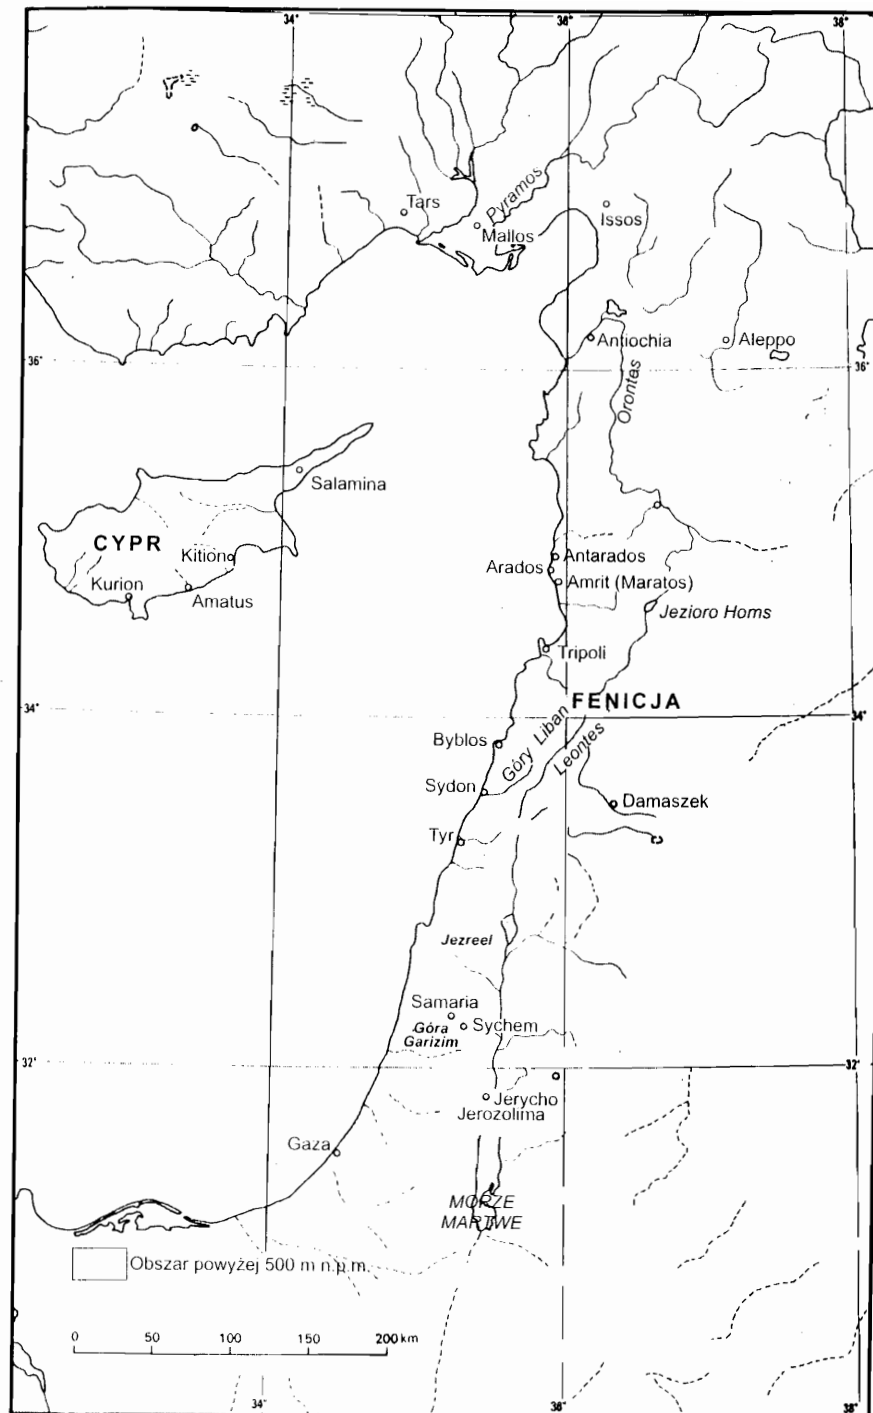 34°
36°
38°
Tars
Pyramos
Mallos
Issos
Antiochia
Aleppo
36°
36°
Orontes
Salamina
CYPR
Kition
Kurion
Amatus
Antarados
Arados
Amrit (Maratos)
Jezioro Homs
Tripoli
FENICJA
34°
34°
Byblos
Góry Liban
Leontes
Sydon
Damaszek
Tyr
Jezreel
Samaria
Sychem
Góra
Garizim
32°
32°
Jerycho
Jerozolima
Gaza
MORZE
MARTWE
Obszar powyżej 500 m n.p.m.
0 50 100 150 200 km
34°
36°
38°